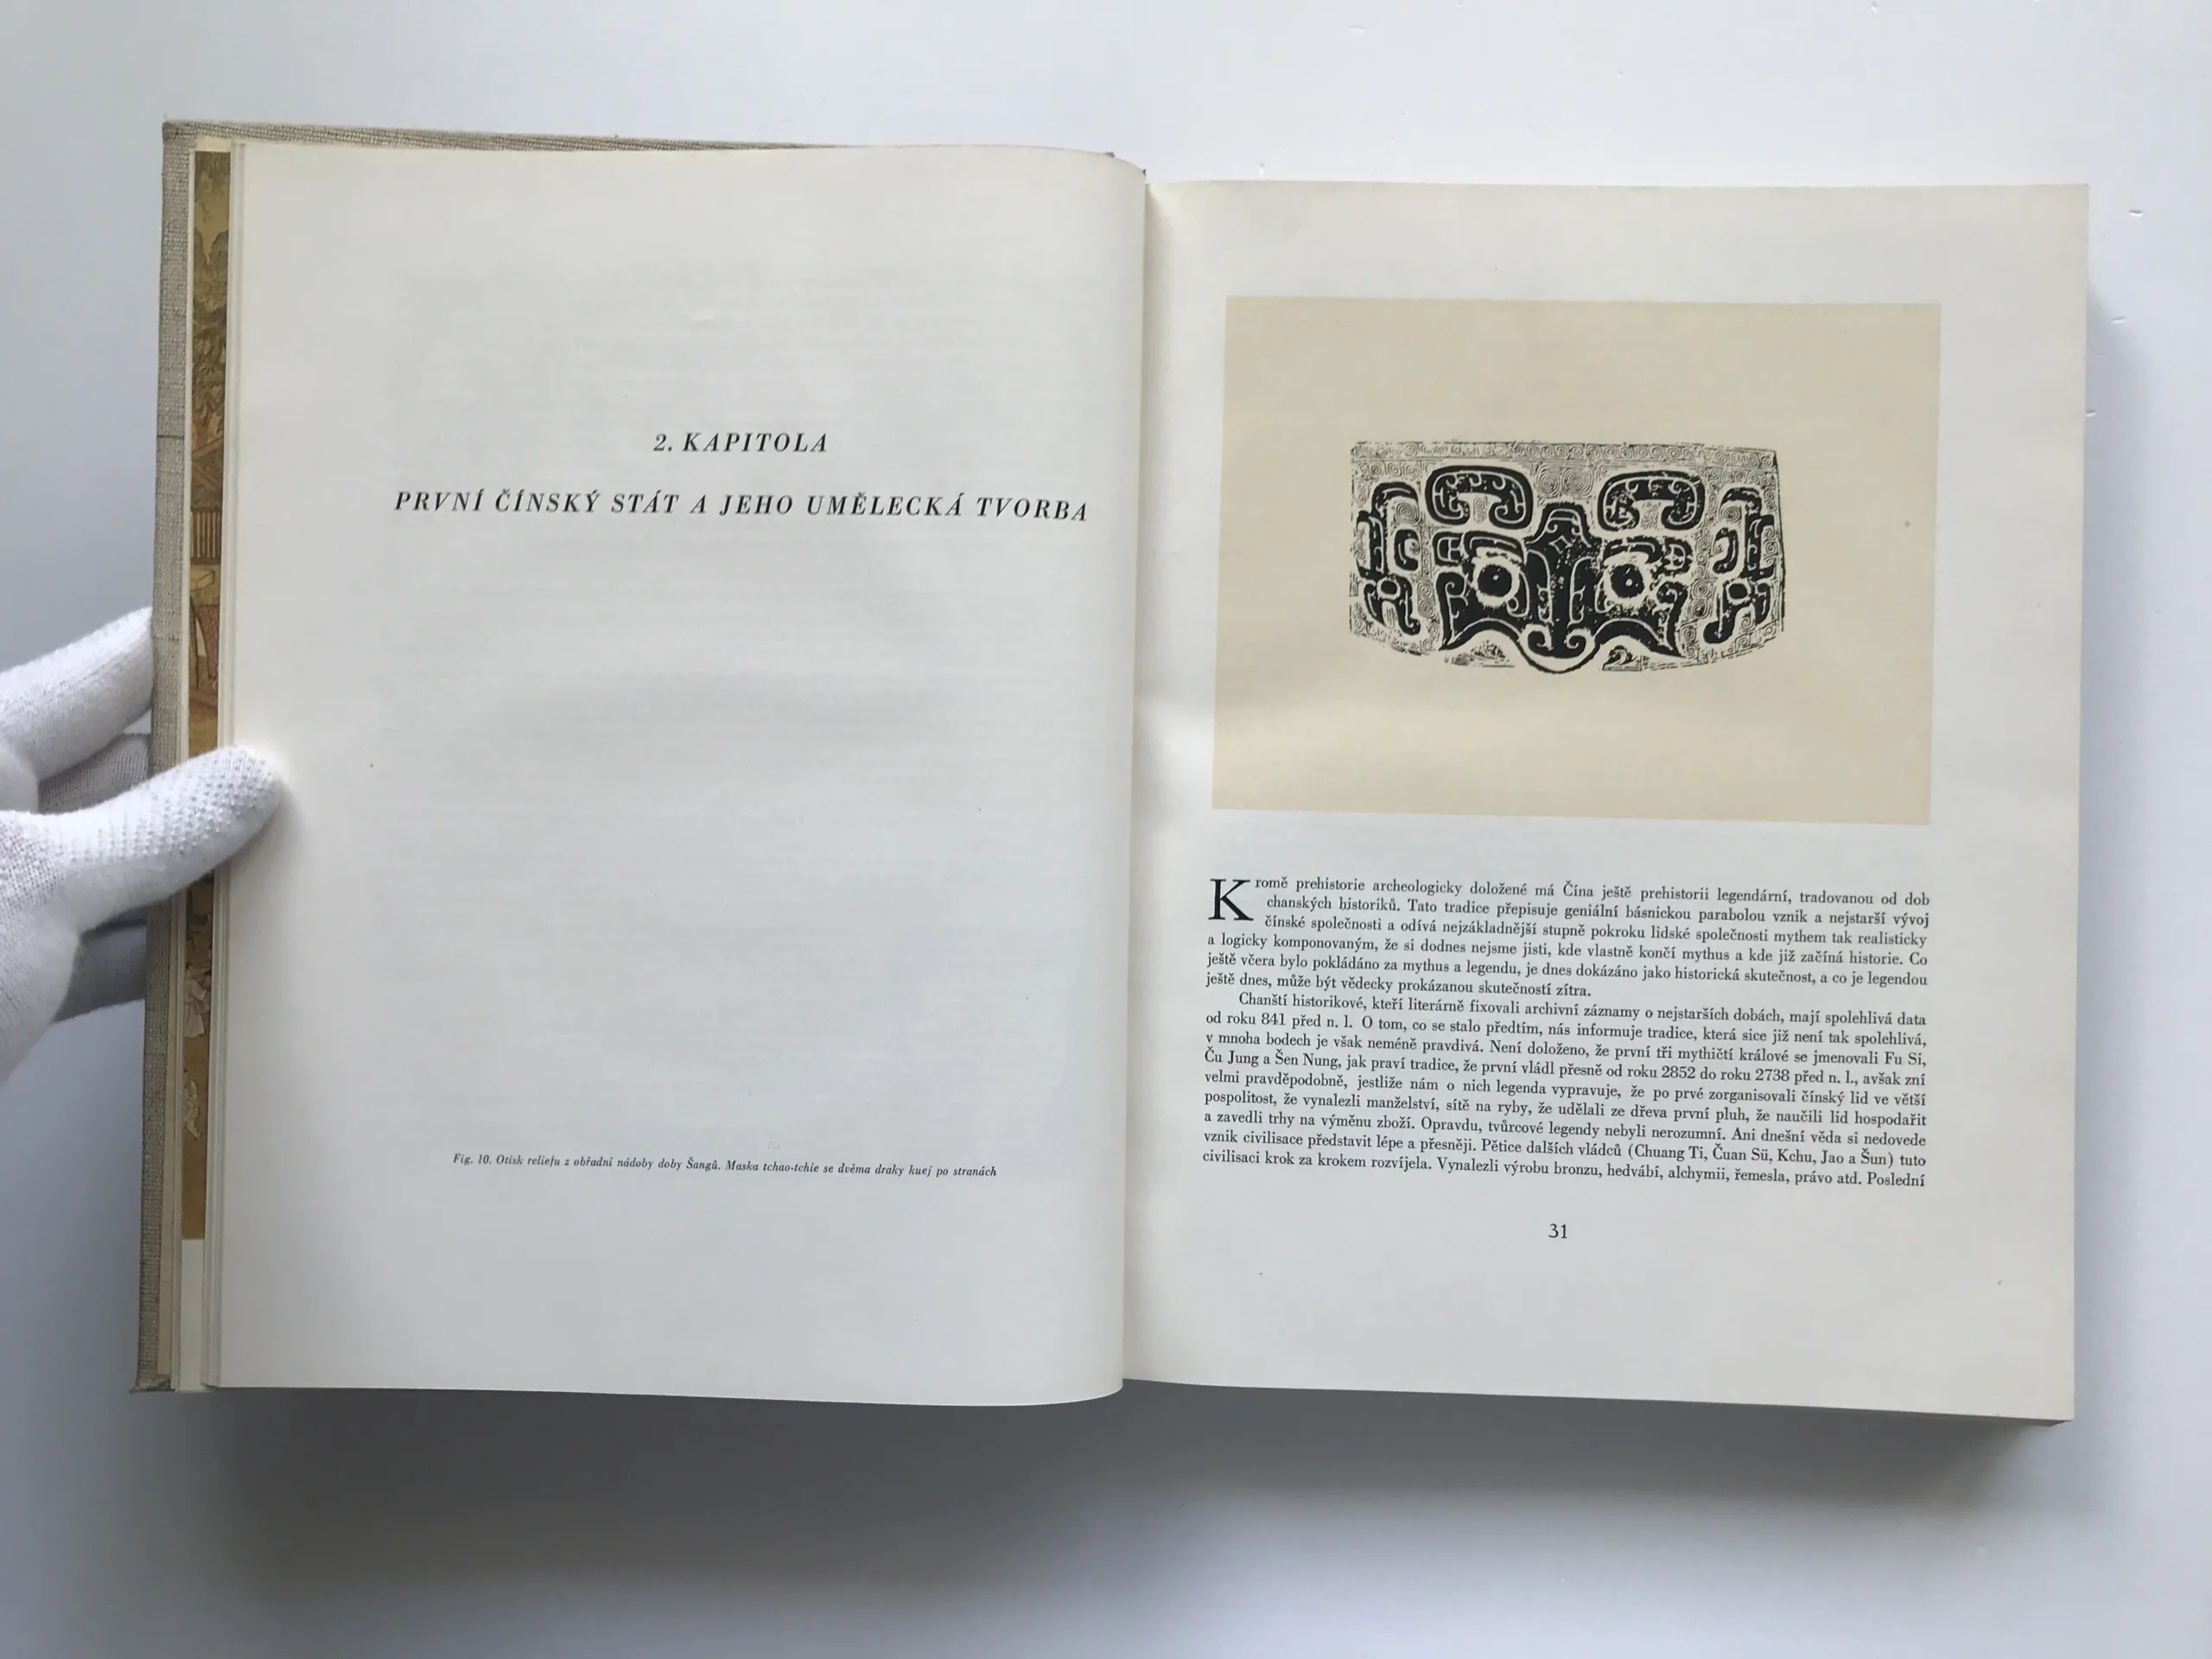 2. KAPITOLA
PRVNÍ ČÍNSKÝ STÁT A JEHO UMĚLECKÁ TVORBA
Fig. 10. Otisk reliefu z obřadní nádoby doby Šangů. Maska tchao-tchie se dvěma draky kuej po stranách
Kromě prehistorie archeologicky doložené má Čína ještě prehistorii legendární, tradovanou od dob
chanských historiků. Tato tradice přepisuje geniální básnickou parabolou vznik a nejstarší vývoj
čínské společnosti a odívá nejzákladnější stupně pokroku lidské společnosti mythem tak realisticky
a logicky komponovaným, že si dodnes nejsme jisti, kde vlastně končí mythus a kde již začíná historie. Co
ještě včera bylo pokládáno za mythus a legendu, je dnes dokázáno jako historická skutečnost, a co je legendou
ještě dnes, může být vědecky prokázanou skutečností zítra.
Chanští historikové, kteří literárně fixovali archivní záznamy o nejstarších dobách, mají spolehlivá data
od roku 841 před n. l. O tom, co se stalo předtím, nás informuje tradice, která sice již není tak spolehlivá,
v mnoha bodech je však neméně pravdivá. Není doloženo, že první tři mythičtí králové se jmenovali Fu Si,
Ču Jung a Šen Nung, jak praví tradice, že první vládl přesně od roku 2852 do roku 2738 před n. l., avšak zní
velmi pravděpodobně, jestliže nám o nich legenda vypravuje, že po prvé zorganisovali čínský lid ve větší
pospolitost, že vynalezli manželství, sítě na ryby, že udělali ze dřeva první pluh, že naučili lid hospodařit
a zavedli trhy na výměnu zboží. Opravdu, tvůrcové legendy nebyli nerozumní. Ani dnešní věda si nedovede
vznik civilisace představit lépe a přesněji. Pětice dalších vládců (Chuang Ti, Čuan Sü, Kchu, Jao a Šun) tuto
civilisaci krok za krokem rozvíjela. Vynalezli výrobu bronzu, hedvábí, alchymii, řemesla, právo atd. Poslední
31